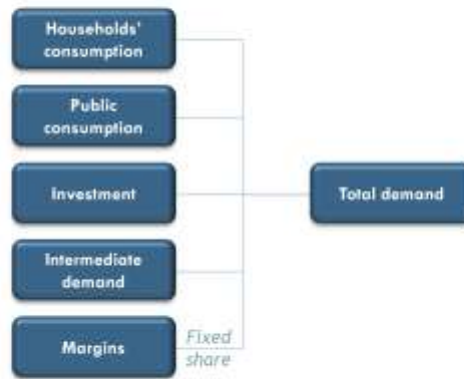 Households'
consumption
Public
consumption
Investment
Total demand
Intermediate
demand
Margins
Fixed
share